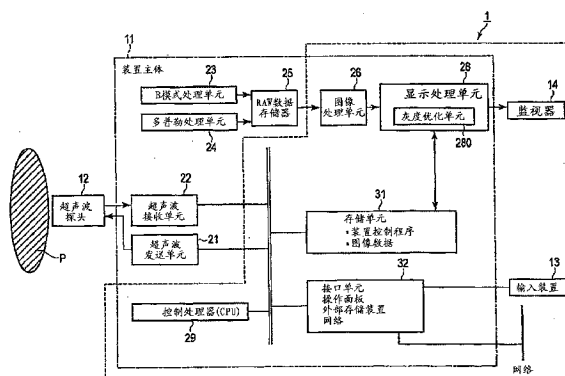 1
11
装置主体
23
B模式处理单元
多普勒处理单元
24
25
RAW数据
存储器
26
图像
处理单元
28
显示处理单元
灰度优化单元
280
14
监视器
12
超声波
探头
22
超声波
接收单元
21
超声波
发送单元
P
31
存储单元
■装置控制程序
■图像数据
32
接口单元
操作面板
外部存储装置
网络
13
输入装置
控制处理器(CPU)
29
网络